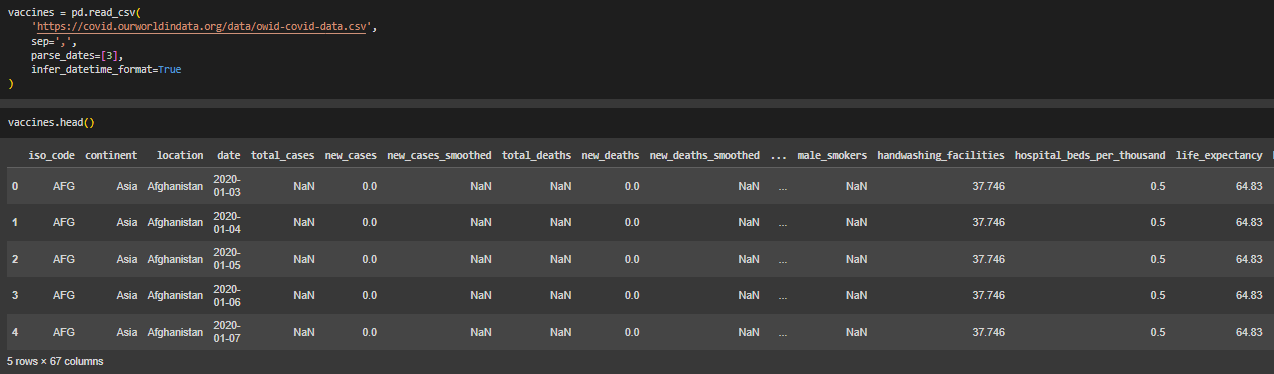 vaccines = pd.read_csv(
    'https://covid.ourworldindata.org/data/owid-covid-data.csv',
    sep=',',
    parse_dates=[3],
    infer_datetime_format=True
)
vaccines.head()
iso_code continent location date total_cases new_cases new_cases_smoothed total_deaths new_deaths new_deaths_smoothed ... male_smokers handwashing_facilities hospital_beds_per_thousand life_expectancy
0 AFG Asia Afghanistan 2020-01-03 NaN 0.0 NaN NaN 0.0 NaN ... NaN 37.746 0.5 64.83
1 AFG Asia Afghanistan 2020-01-04 NaN 0.0 NaN NaN 0.0 NaN ... NaN 37.746 0.5 64.83
2 AFG Asia Afghanistan 2020-01-05 NaN 0.0 NaN NaN 0.0 NaN ... NaN 37.746 0.5 64.83
3 AFG Asia Afghanistan 2020-01-06 NaN 0.0 NaN NaN 0.0 NaN ... NaN 37.746 0.5 64.83
4 AFG Asia Afghanistan 2020-01-07 NaN 0.0 NaN NaN 0.0 NaN ... NaN 37.746 0.5 64.83
5 rows × 67 columns